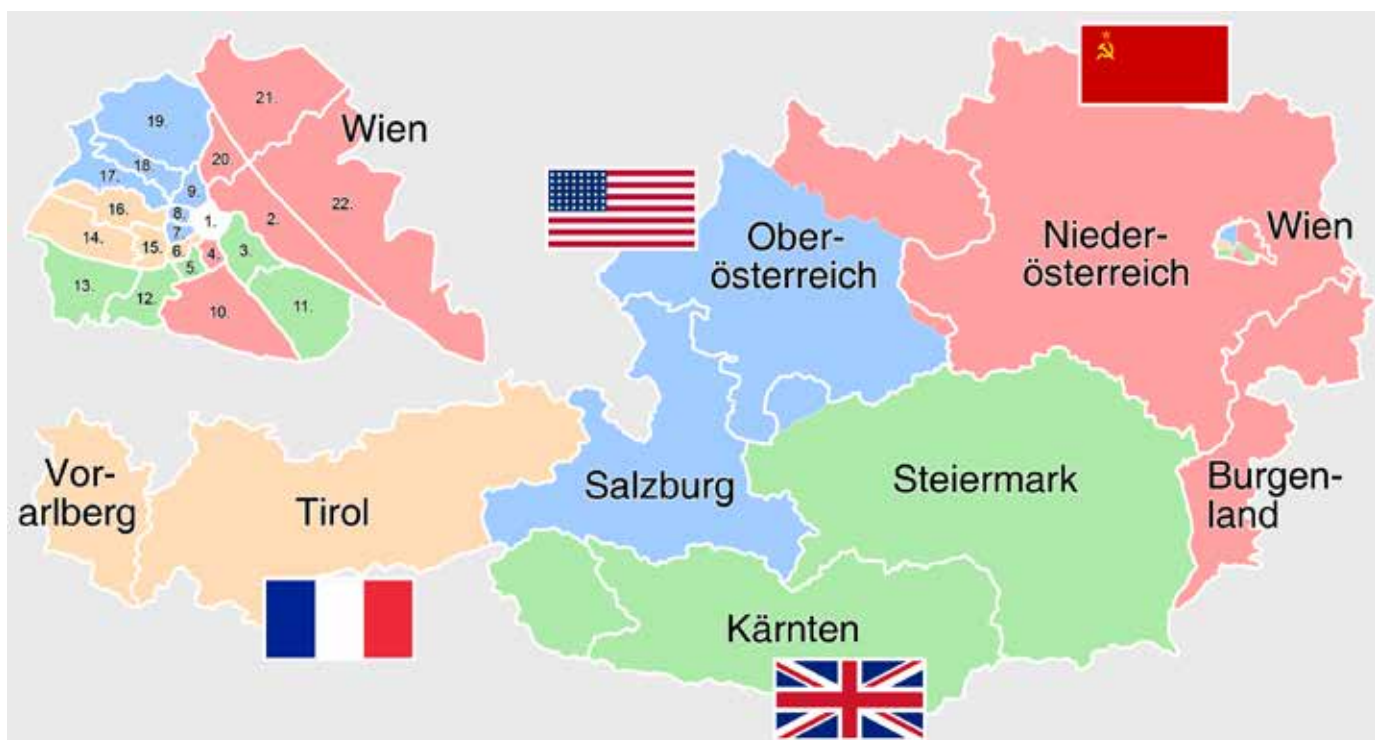 Wien
21.
19.
20.
18.
17.
9.
22.
16.
8.
1.
2.
7.
14.
15.
6.
3.
4.
5.
13.
12.
10.
11.
Ober-
österreich
Nieder-
österreich
Wien
Vor-
arlberg
Tirol
Salzburg
Steiermark
Burgen-
land
Kärnten